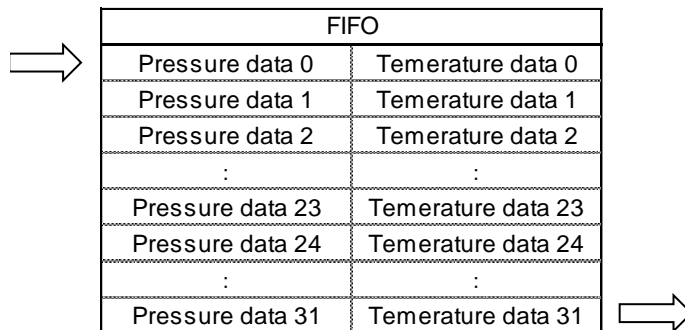 FIFO
Pressure data 0 Temerature data 0
Pressure data 1 Temerature data 1
Pressure data 2 Temerature data 2
: :
Pressure data 23 Temerature data 23
Pressure data 24 Temerature data 24
: :
Pressure data 31 Temerature data 31